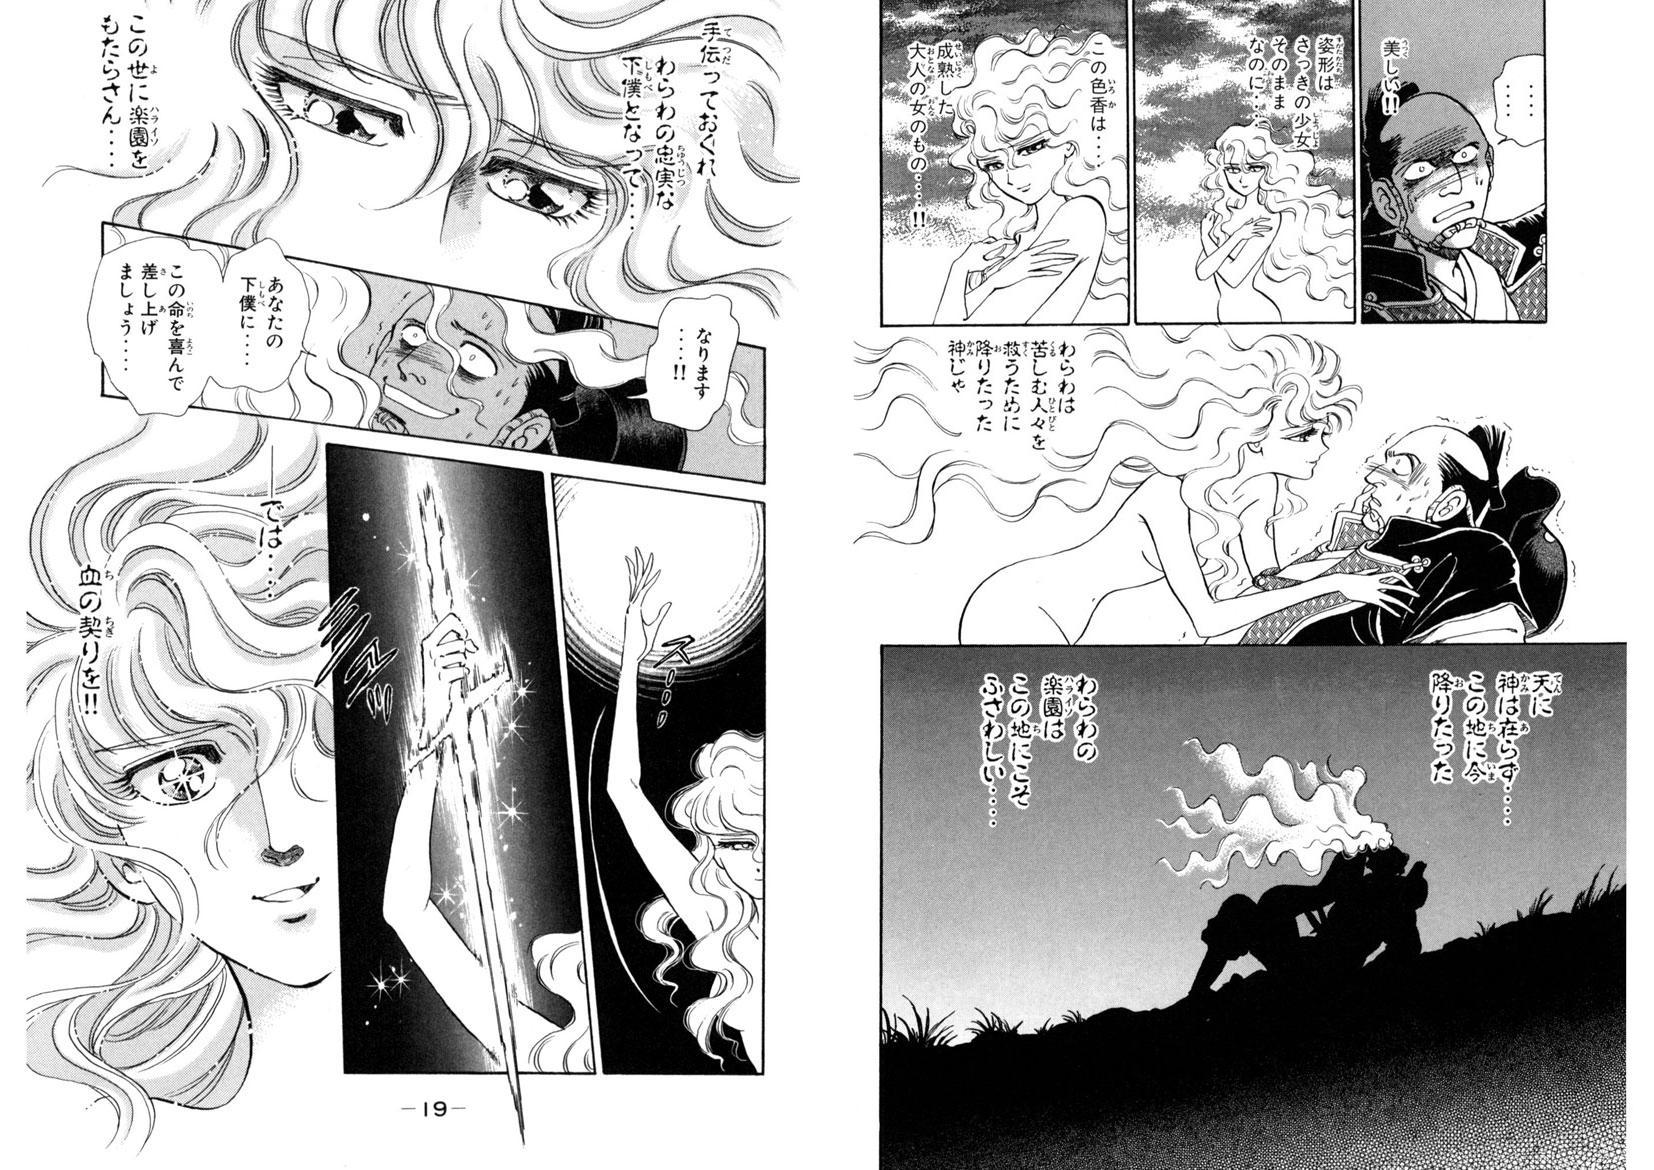 ‥‥
‥‥
美しい!!
姿形は
さっきの少女
そのまま
なのに‥‥
この色香は‥‥
成熟した
大人の女のもの‥‥‥!!
わらわは
苦しむ人々を
救うために
降りたった
神じゃ
天に
神は在らず‥‥
この地に今
降りたった
わらわの
楽園は
この地にこそ
ふさわしい‥‥
手伝っておくれ
わらわの忠実な
下僕となって‥‥
この世に楽園を
もたらさん‥‥
なります
‥‥!!
あなたの
下僕に‥‥
この命を喜んで
差し上げ
ましょう‥‥
ス‥‥
ズズッ
―では‥‥
血の契りを!!
－19－